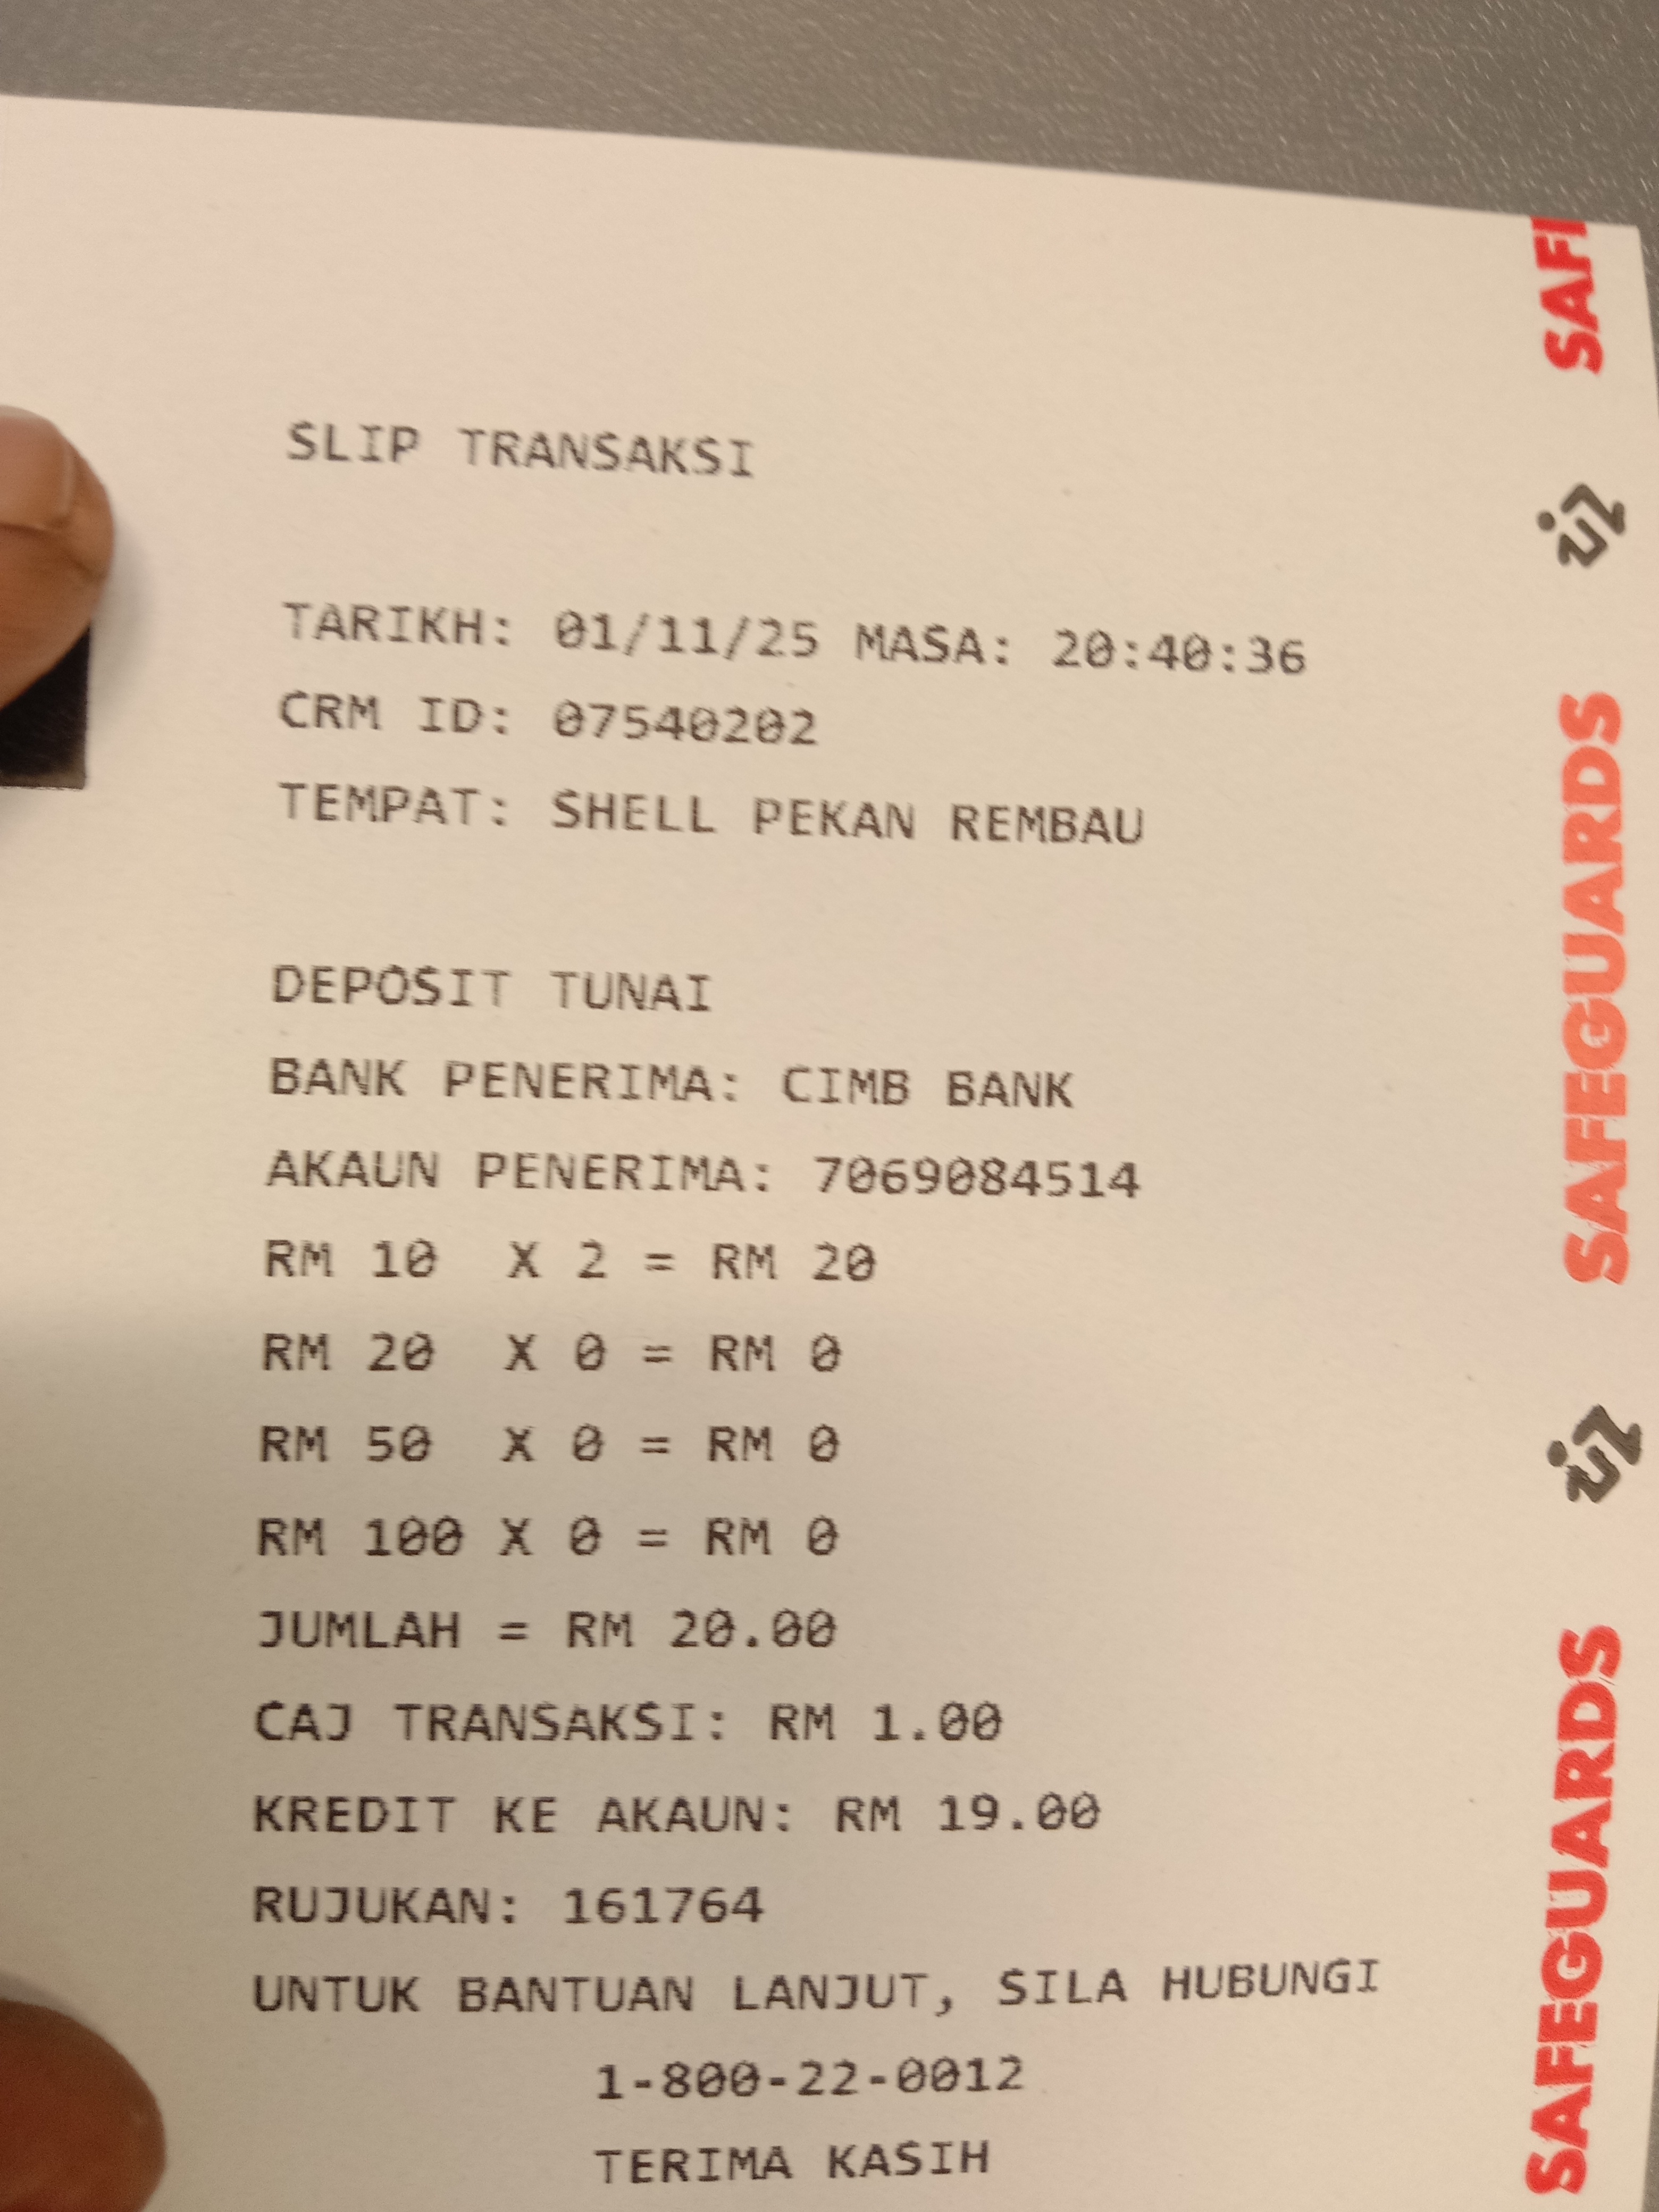 SLIP TRANSAKSI
TARIKH: 01/11/25 MASA: 20:40:36
CRM ID: 07540202
TEMPAT: SHELL PEKAN REMBAU
DEPOSIT TUNAI
BANK PENERIMA: CIMB BANK
AKAUN PENERIMA: 7069084514
RM 10 X 2 = RM 20
RM 20 X 0 = RM 0
RM 50 X 0 = RM 0
RM 100 X 0 = RM 0
JUMLAH = RM 20.00
CAJ TRANSAKSI: RM 1.00
KREDIT KE AKAUN: RM 19.00
RUJUKAN: 161764
UNTUK BANTUAN LANJUT, SILA HUBUNGI
1-800-22-0012
TERIMA KASIH
SAFEGUARDS
SAFEGUARDS